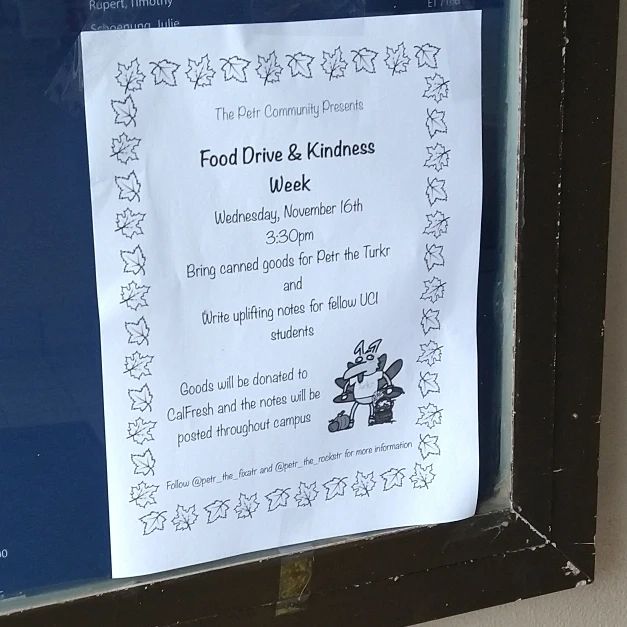 Rupert, Timothy
Schoenung, Julie
The Petr Community Presents
Food Drive & Kindness
Week
Wednesday, November 16th
3:30pm
Bring canned goods for Petr the Turkr
and
Write uplifting notes for fellow UCI
students
Goods will be donated to
CalFresh and the notes will be
posted throughout campus
Follow @petr_the_fixatr and @petr_the_rockstr for more information